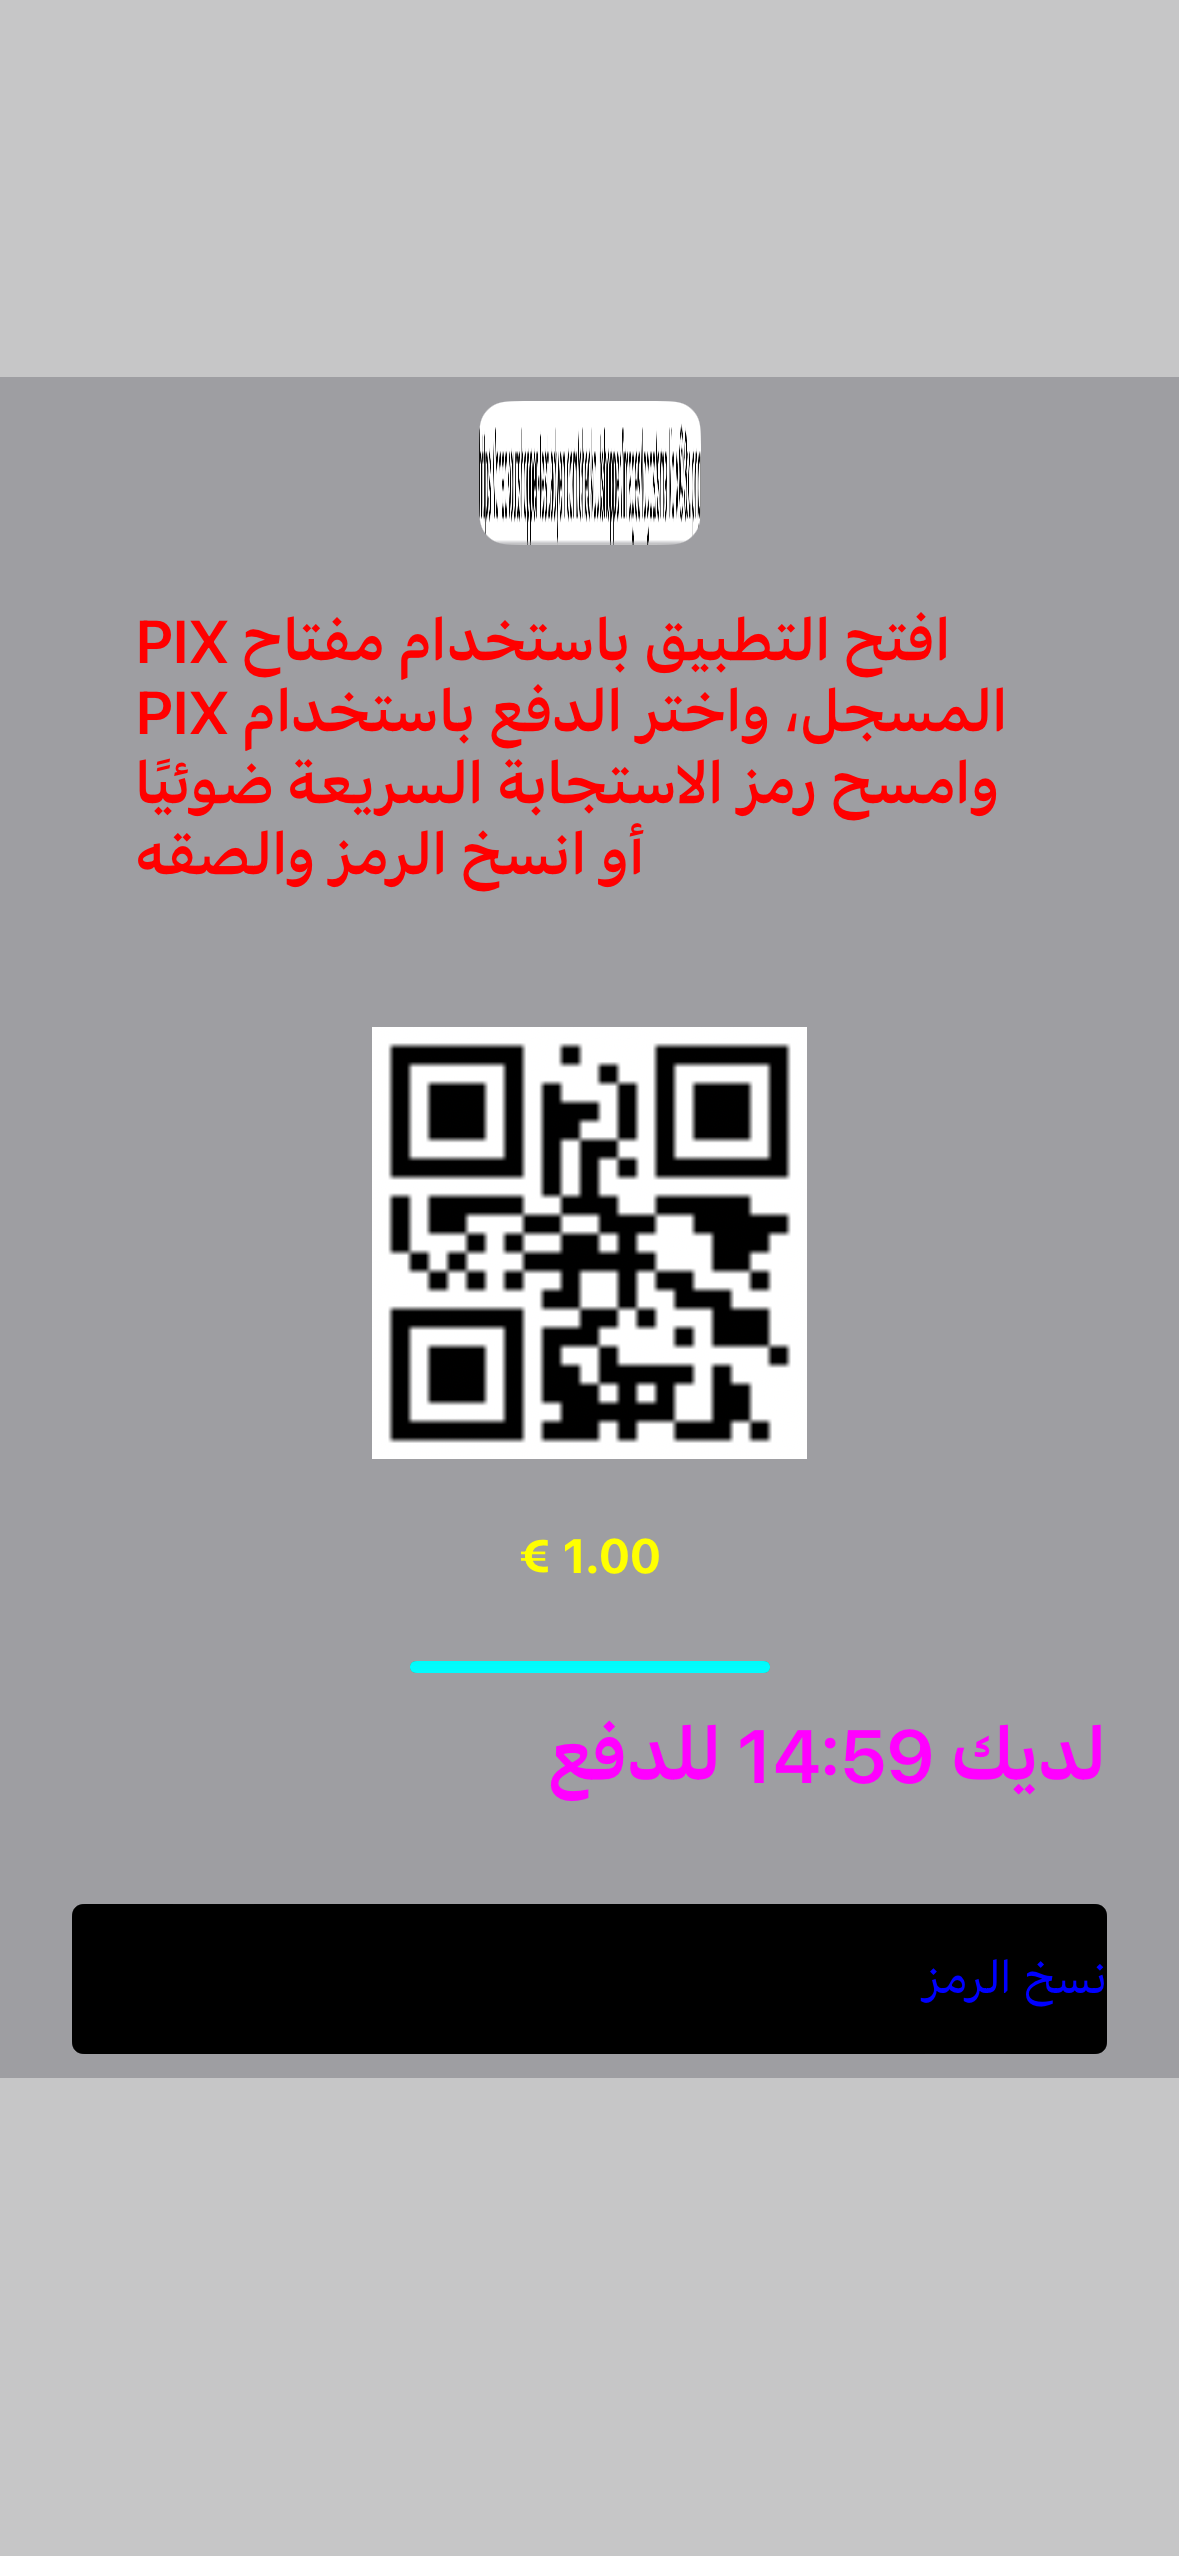 افتح التطبيق باستخدام مفتاح PIX
المسجل، واختر الدفع باستخدام PIX
وامسح رمز الاستجابة السريعة ضوئيًا
أو انسخ الرمز والصقه
€ 1.00
لديك 14:59 للدفع
نسخ الرمز